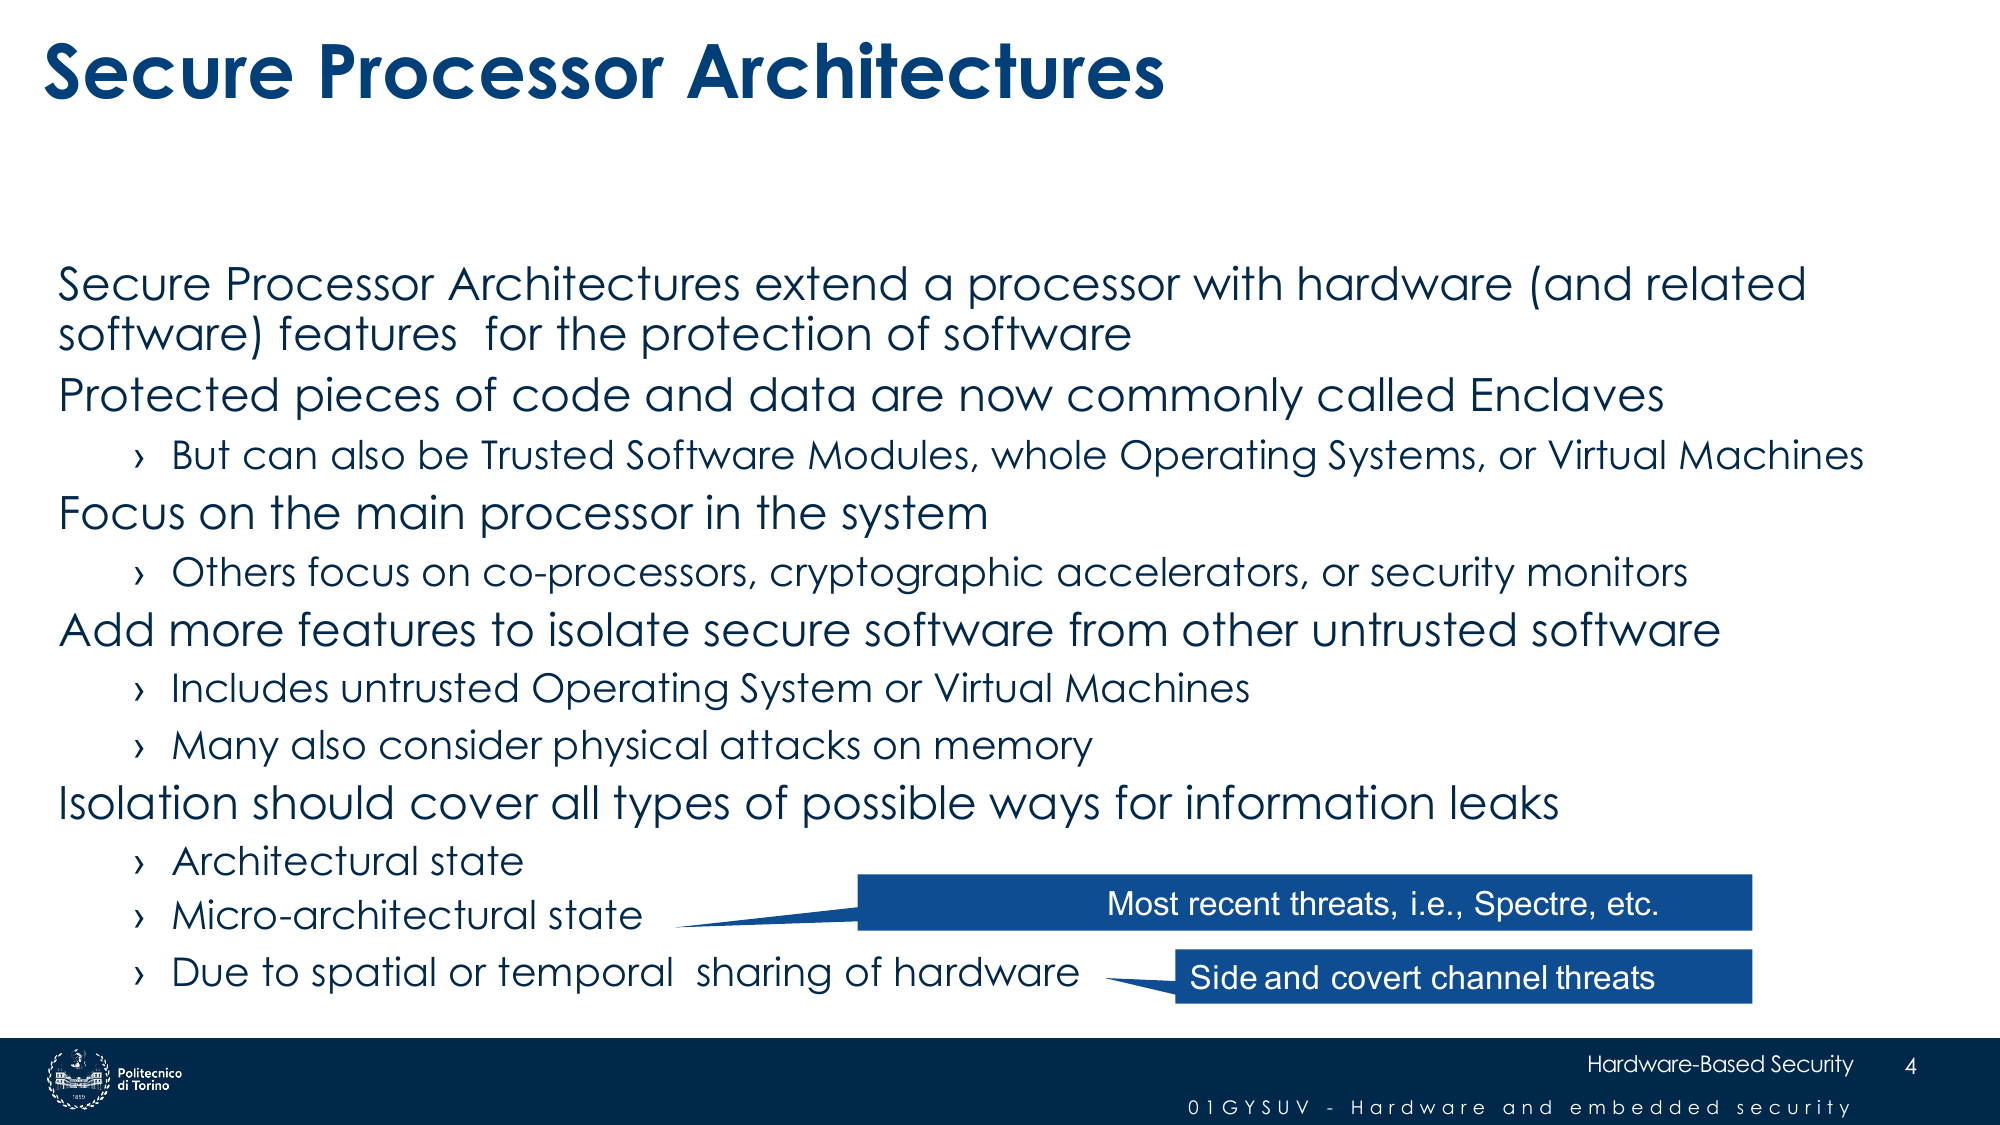 Secure Processor Architectures
Secure Processor Architectures extend a processor with hardware (and related
software) features  for the protection of software
Protected pieces of code and data are now commonly called Enclaves
› But can also be Trusted Software Modules, whole Operating Systems, or Virtual Machines
Focus on the main processor in the system
› Others focus on co-processors, cryptographic accelerators, or security monitors
Add more features to isolate secure software from other untrusted software
› Includes untrusted Operating System or Virtual Machines
› Many also consider physical attacks on memory
Isolation should cover all types of possible ways for information leaks
› Architectural state
› Micro-architectural state
Most recent threats, i.e., Spectre, etc.
› Due to spatial or temporal  sharing of hardware
Side and covert channel threats
Politecnico
di Torino
1859
Hardware-Based Security
4
01GYSUV - Hardware and embedded security